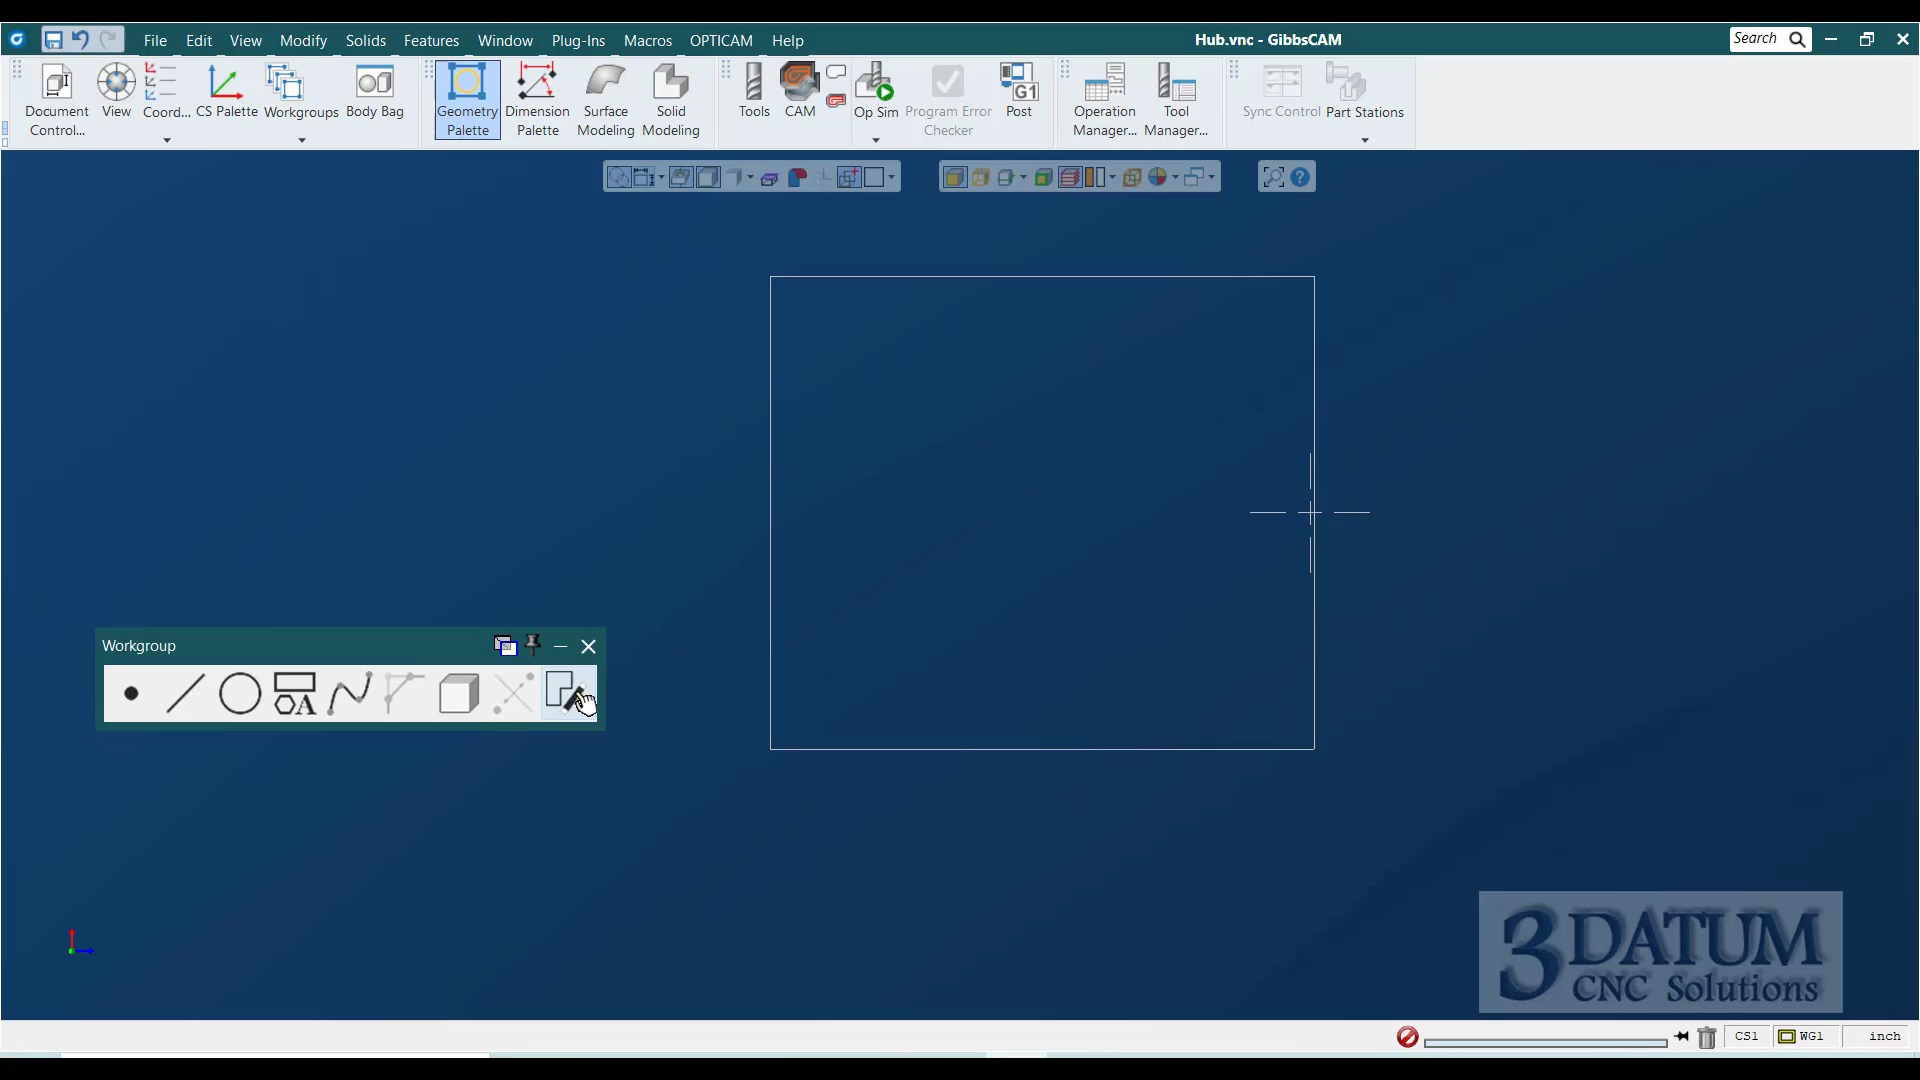 File Edit View Modify Solids Features Window Plug-Ins Macros OPTICAM Help
Hub.vnc - GibbsCAM
Search
Document Control...
View
Coord...
CS Palette
Workgroups
Body Bag
Geometry Palette
Dimension Palette
Surface Modeling
Solid Modeling
Tools
CAM
Op Sim
Program Error Checker
G1
Post
Operation Manager...
Tool Manager...
Sync Control
Part Stations
Workgroup
A
3DATUM
CNC Solutions
CS1
WG1
inch